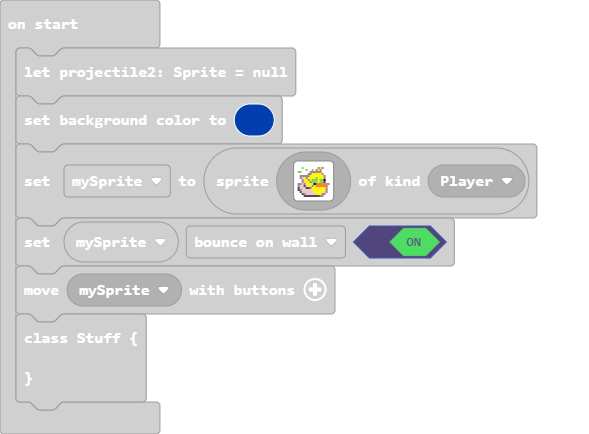 on start
let projectile2: Sprite = null
set background color to
set mySprite to sprite of kind Player
set mySprite bounce on wall ON
move mySprite with buttons
class Stuff {
}